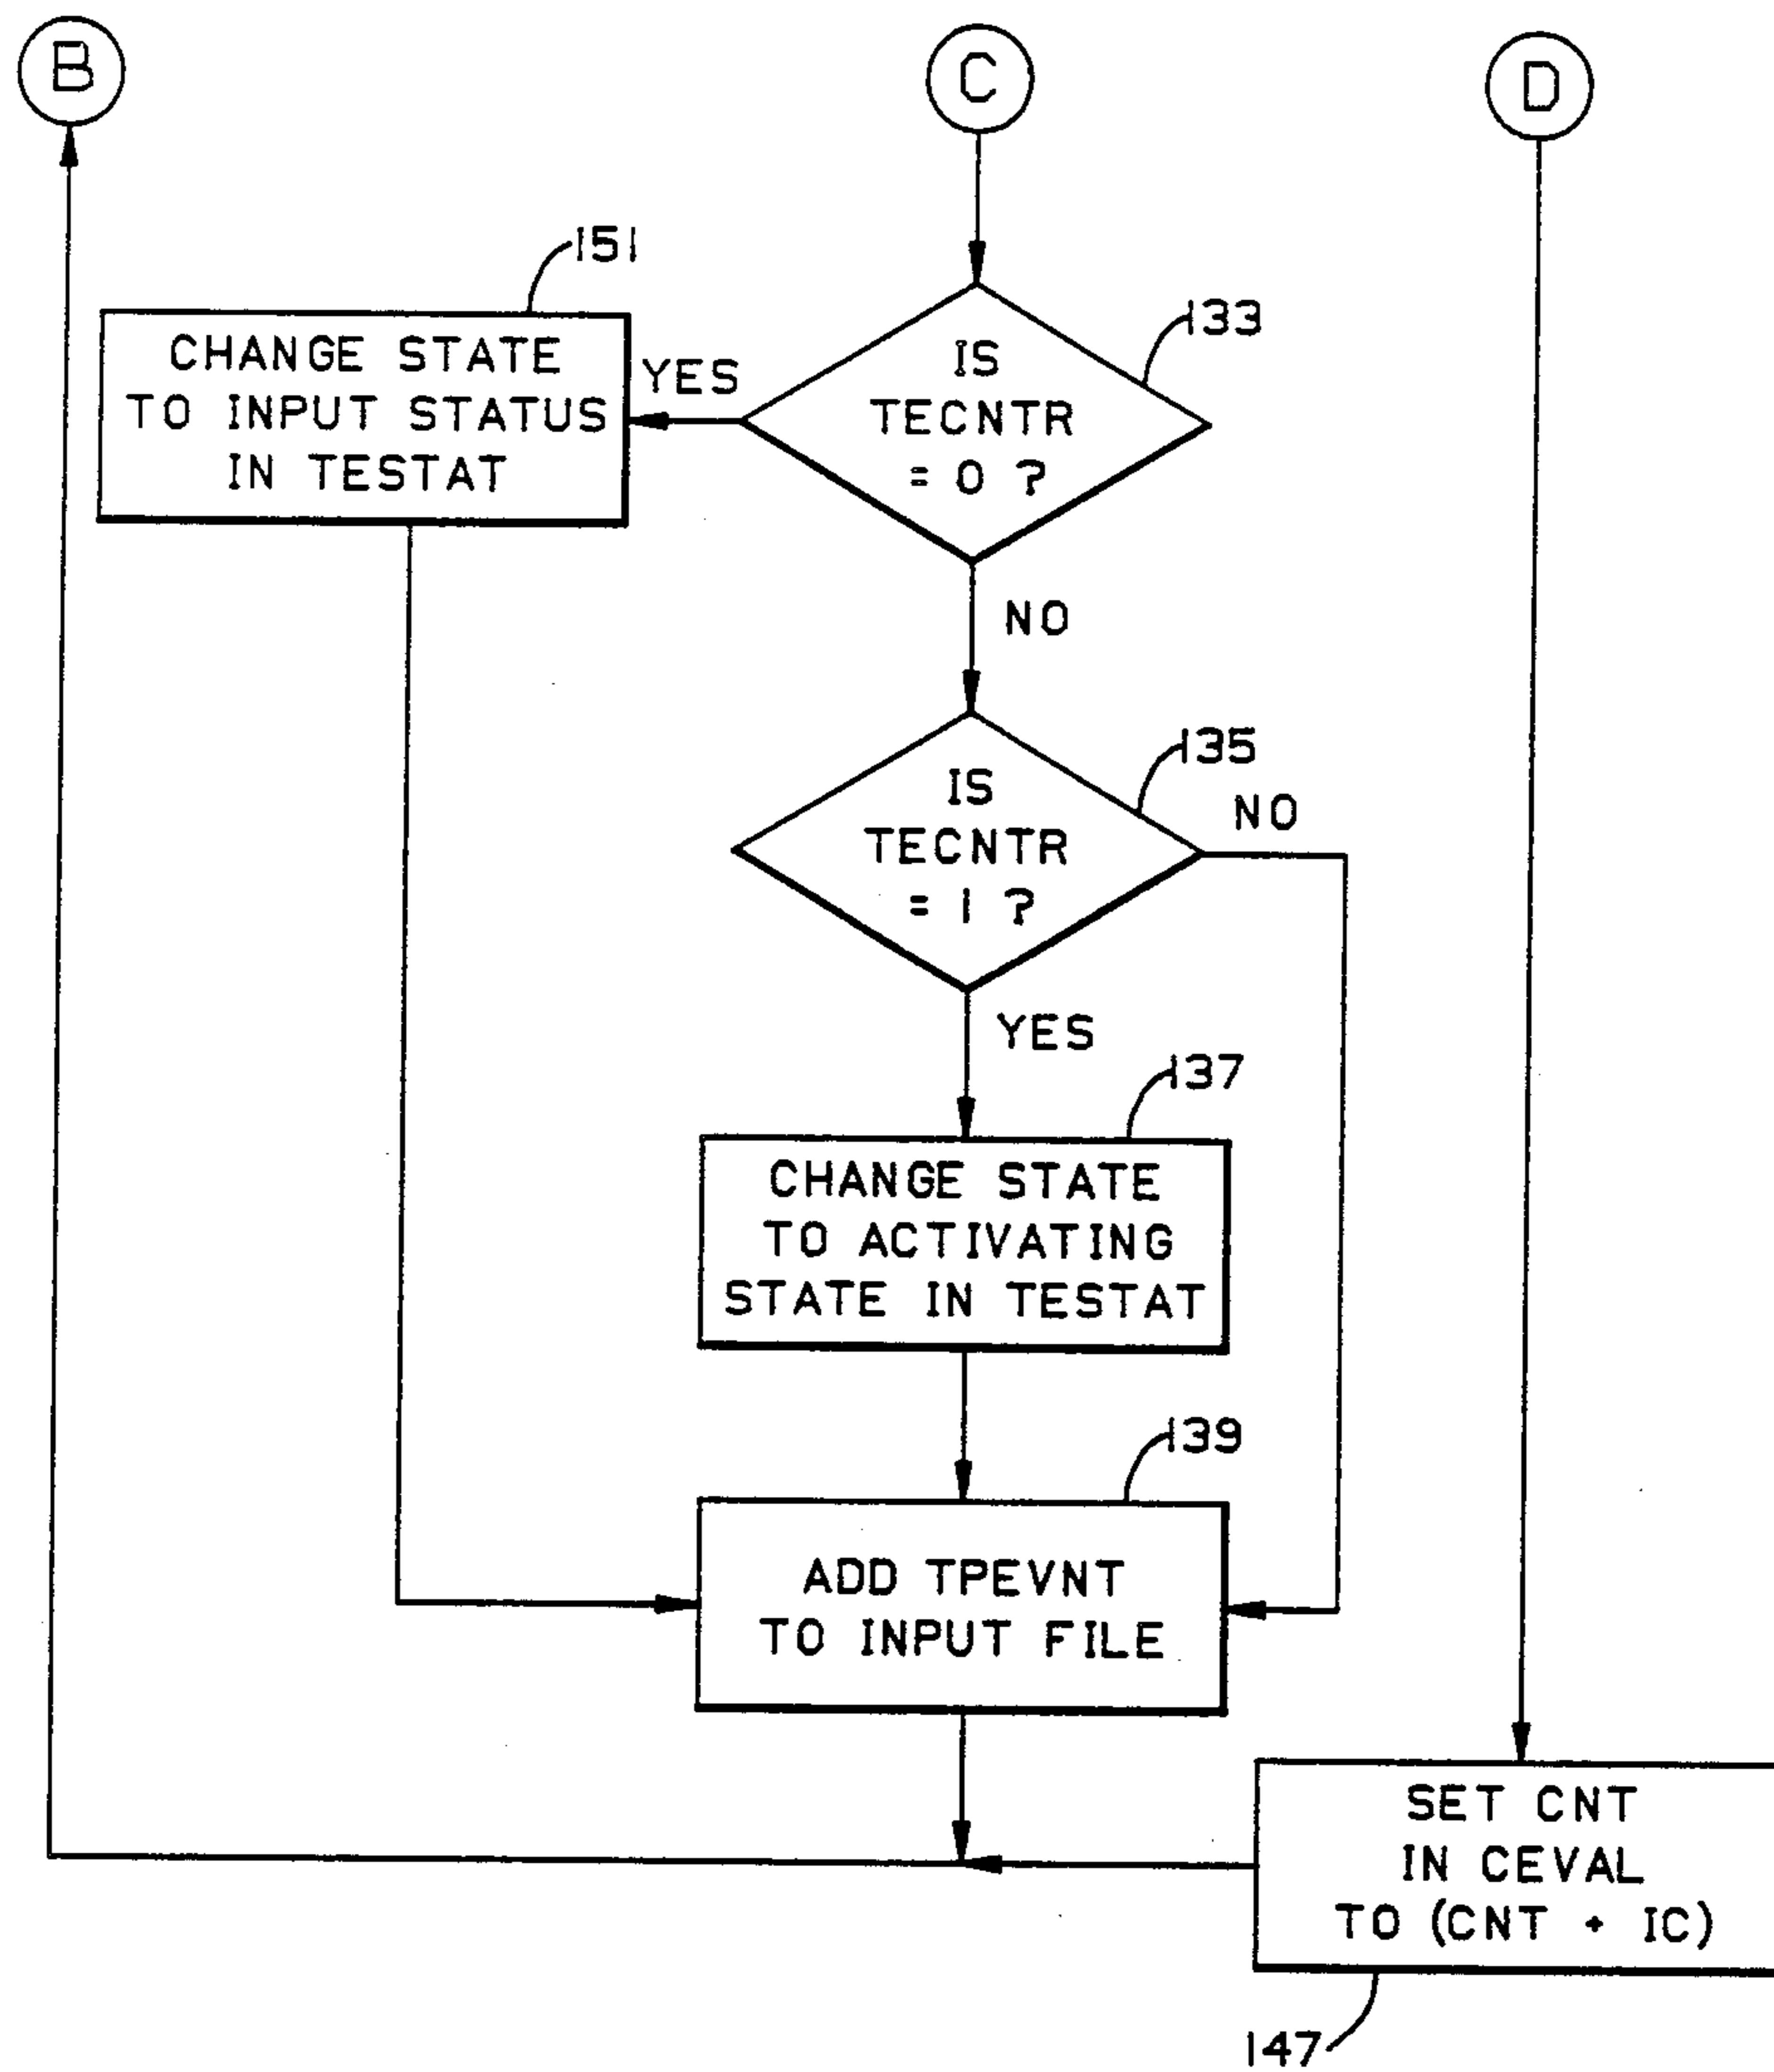 B
C
D
151
CHANGE STATE
TO INPUT STATUS
IN TESTAT
YES
133
IS
TECNTR
= 0 ?
NO
135
IS
TECNTR
= 1 ?
NO
YES
137
CHANGE STATE
TO ACTIVATING
STATE IN TESTAT
139
ADD TPEVNT
TO INPUT FILE
SET CNT
IN CEVAL
TO (CNT + IC)
147